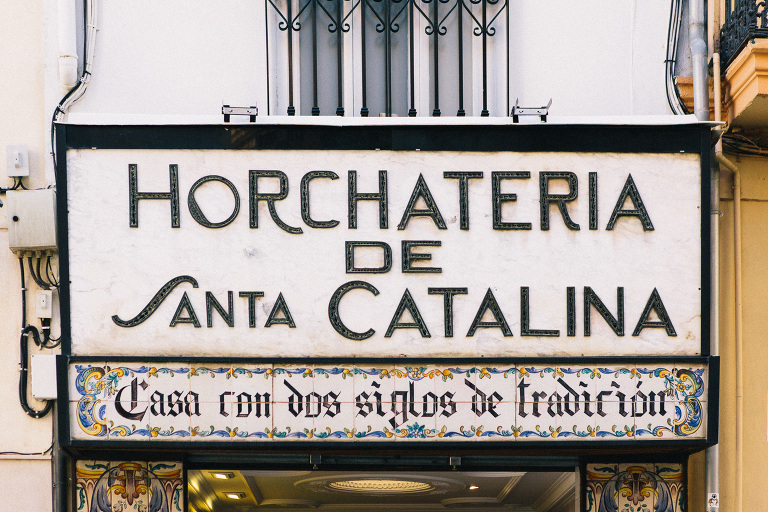 HORCHATERIA
DE
SANTA CATALINA
Casa con dos siglos de tradición